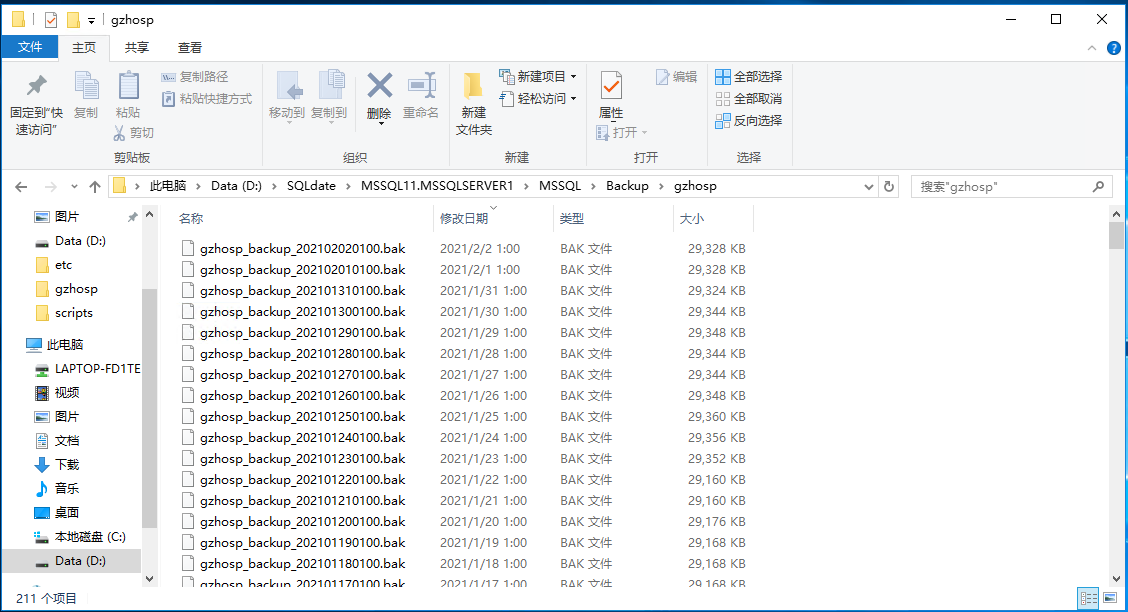 gzhosp
文件 主页 共享 查看
固定到"快速访问"
复制
粘贴
复制路径
粘贴快捷方式
剪切
剪贴板
移动到
复制到
删除
重命名
组织
新建文件夹
新建项目
轻松访问
新建
属性
编辑
打开
打开
全部选择
全部取消
反向选择
选择
此电脑 > Data (D:) > SQLdate > MSSQL11.MSSQLSERVER1 > MSSQL > Backup > gzhosp
搜索"gzhosp"
图片
Data (D:)
etc
gzhosp
scripts
此电脑
LAPTOP-FD1TE
视频
图片
文档
下载
音乐
桌面
本地磁盘 (C:)
Data (D:)
名称 修改日期 类型 大小
gzhosp_backup_202102020100.bak 2021/2/2 1:00 BAK 文件 29,328 KB
gzhosp_backup_202102010100.bak 2021/2/1 1:00 BAK 文件 29,328 KB
gzhosp_backup_202101310100.bak 2021/1/31 1:00 BAK 文件 29,324 KB
gzhosp_backup_202101300100.bak 2021/1/30 1:00 BAK 文件 29,344 KB
gzhosp_backup_202101290100.bak 2021/1/29 1:00 BAK 文件 29,348 KB
gzhosp_backup_202101280100.bak 2021/1/28 1:00 BAK 文件 29,344 KB
gzhosp_backup_202101270100.bak 2021/1/27 1:00 BAK 文件 29,344 KB
gzhosp_backup_202101260100.bak 2021/1/26 1:00 BAK 文件 29,348 KB
gzhosp_backup_202101250100.bak 2021/1/25 1:00 BAK 文件 29,360 KB
gzhosp_backup_202101240100.bak 2021/1/24 1:00 BAK 文件 29,356 KB
gzhosp_backup_202101230100.bak 2021/1/23 1:00 BAK 文件 29,352 KB
gzhosp_backup_202101220100.bak 2021/1/22 1:00 BAK 文件 29,160 KB
gzhosp_backup_202101210100.bak 2021/1/21 1:00 BAK 文件 29,160 KB
gzhosp_backup_202101200100.bak 2021/1/20 1:00 BAK 文件 29,176 KB
gzhosp_backup_202101190100.bak 2021/1/19 1:00 BAK 文件 29,168 KB
gzhosp_backup_202101180100.bak 2021/1/18 1:00 BAK 文件 29,168 KB
gzhosp_backup_202101170100.bak 2021/1/17 1:00 BAK 文件 29,168 KB
211 个项目